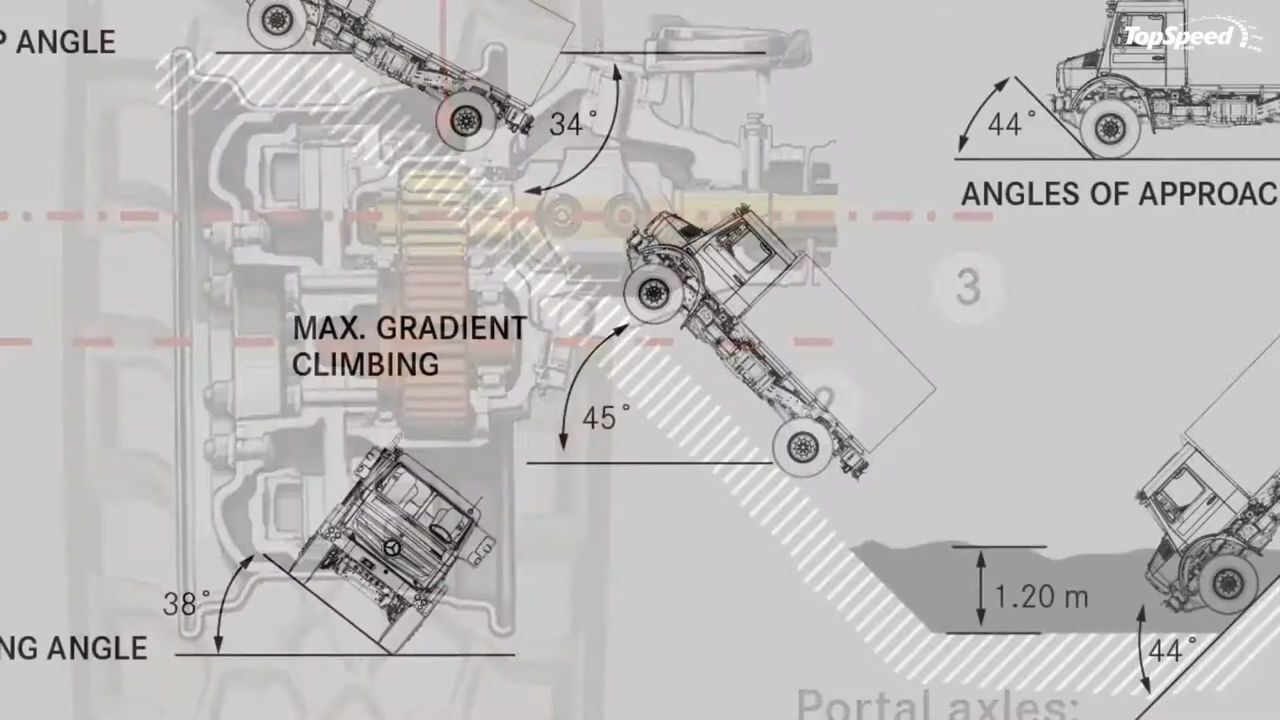 P ANGLE
TopSpeed
34°
44°
ANGLES OF APPROAC
3
MAX. GRADIENT
CLIMBING
45°
2
38°
1.20 m
NG ANGLE
44°
Portal axles: